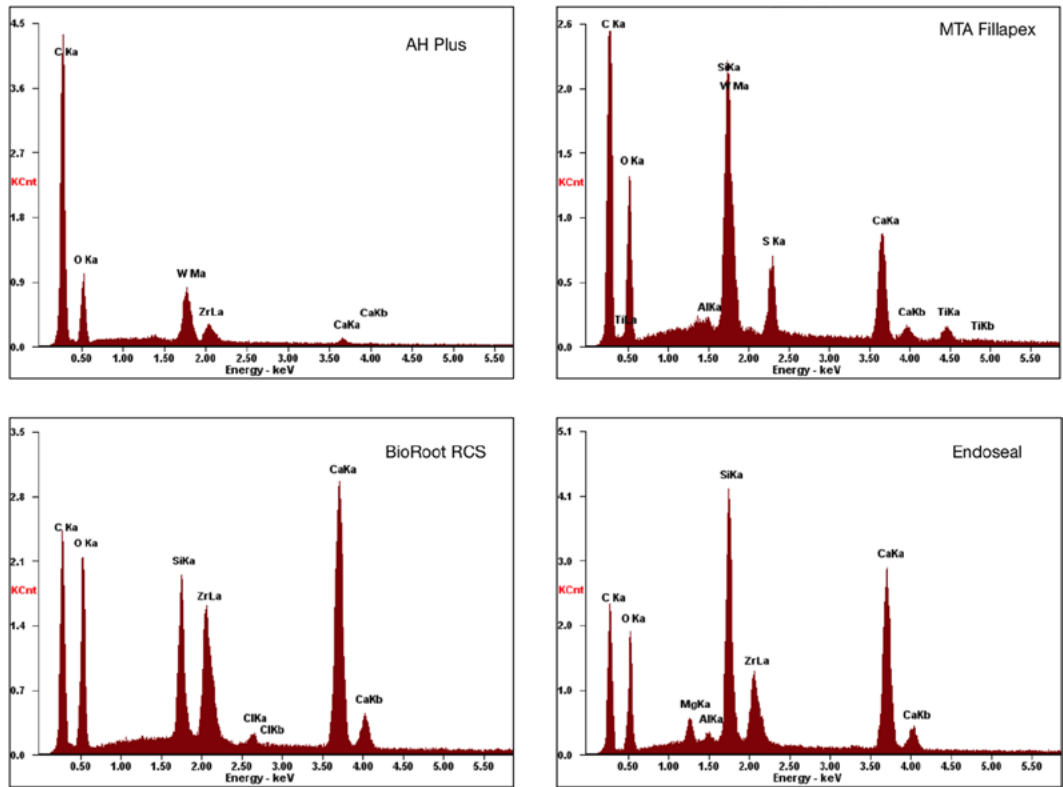 4.5
AH Plus
C Ka
3.6
2.7
KCnt
1.8
O Ka
0.9
W Ma
ZrLa
CaKa
CaKb
0.0
0.50 1.00 1.50 2.00 2.50 3.00 3.50 4.00 4.50 5.00 5.50
Energy - keV
2.6
MTA Fillapex
C Ka
SiKa
W Ma
2.0
O Ka
1.5
KCnt
1.0
CaKa
S Ka
0.5
TiKa
AlKa
CaKb
TiKa
TiKb
0.0
0.50 1.00 1.50 2.00 2.50 3.00 3.50 4.00 4.50 5.00 5.50
Energy - keV
3.5
BioRoot RCS
CaKa
2.8
C Ka
O Ka
2.1
SiKa
ZrLa
KCnt
1.4
0.7
ClKa
ClKb
CaKb
0.0
0.50 1.00 1.50 2.00 2.50 3.00 3.50 4.00 4.50 5.00 5.50
Energy - keV
5.1
Endoseal
SiKa
4.1
CaKa
3.0
KCnt
C Ka
O Ka
2.0
ZrLa
1.0
MgKa
AlKa
CaKb
0.0
0.50 1.00 1.50 2.00 2.50 3.00 3.50 4.00 4.50 5.00 5.50
Energy - keV